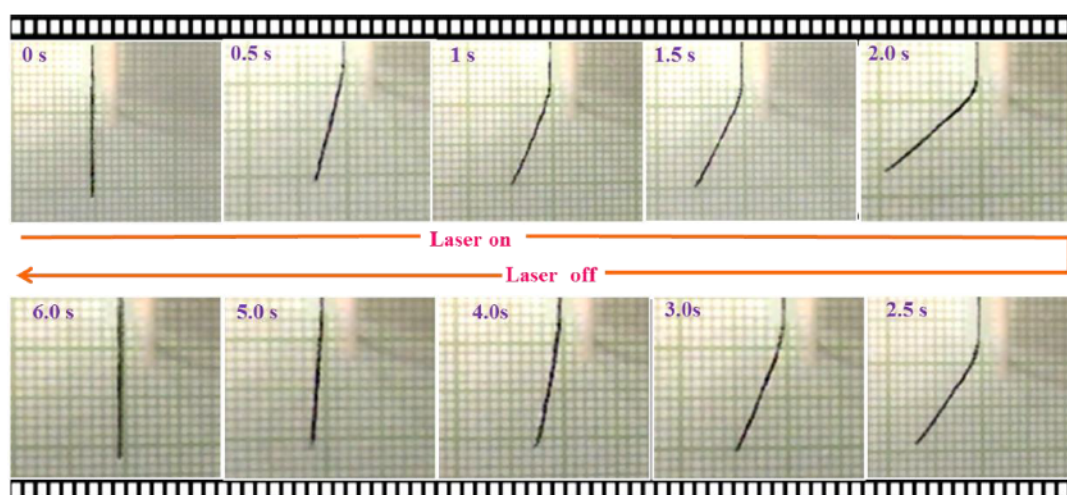 0 s
0.5 s
1 s
1.5 s
2.0 s
Laser on
Laser off
6.0 s
5.0 s
4.0s
3.0s
2.5 s